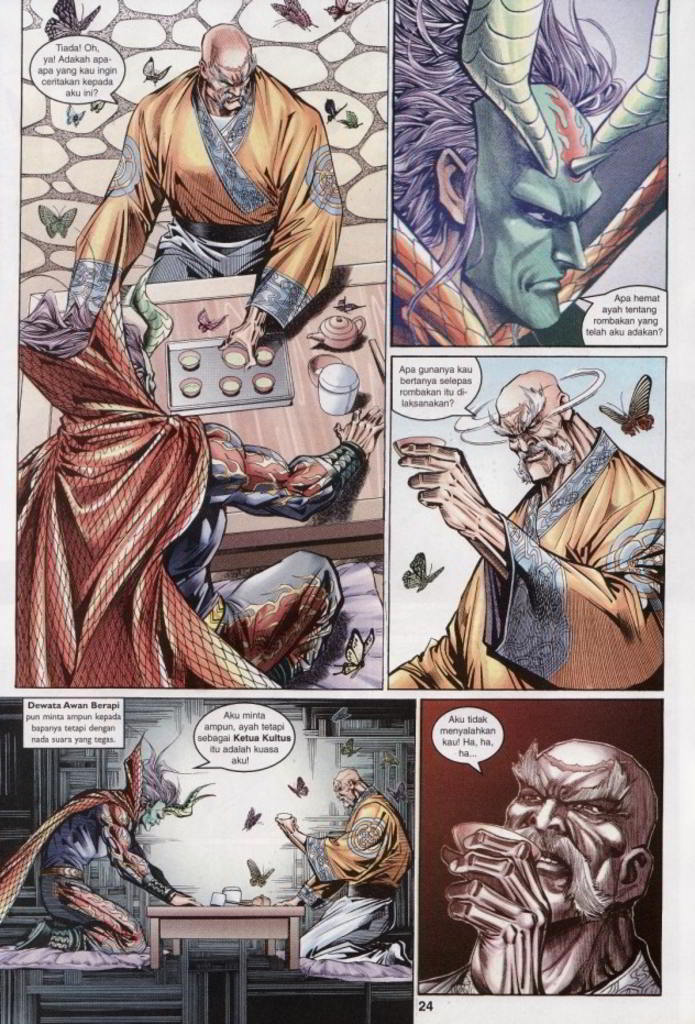 Tiada! Oh,
ya! Adakah apa-
apa yang kau ingin
ceritakan kepada
aku ini?
Apa hemat
ayah tentang
rombakan yang
telah aku adakan?
Apa gunanya kau
bertanya selepas
rombakan itu di-
laksanakan?
Dewata Awan Berapi
pun minta ampun kepada
bapanya tetapi dengan
nada suara yang tegas.
Aku minta
ampun, ayah tetapi
sebagai Ketua Kultus
itu adalah kuasa
aku!
Aku tidak
menyalahkan
kau! Ha, ha,
ha...
24